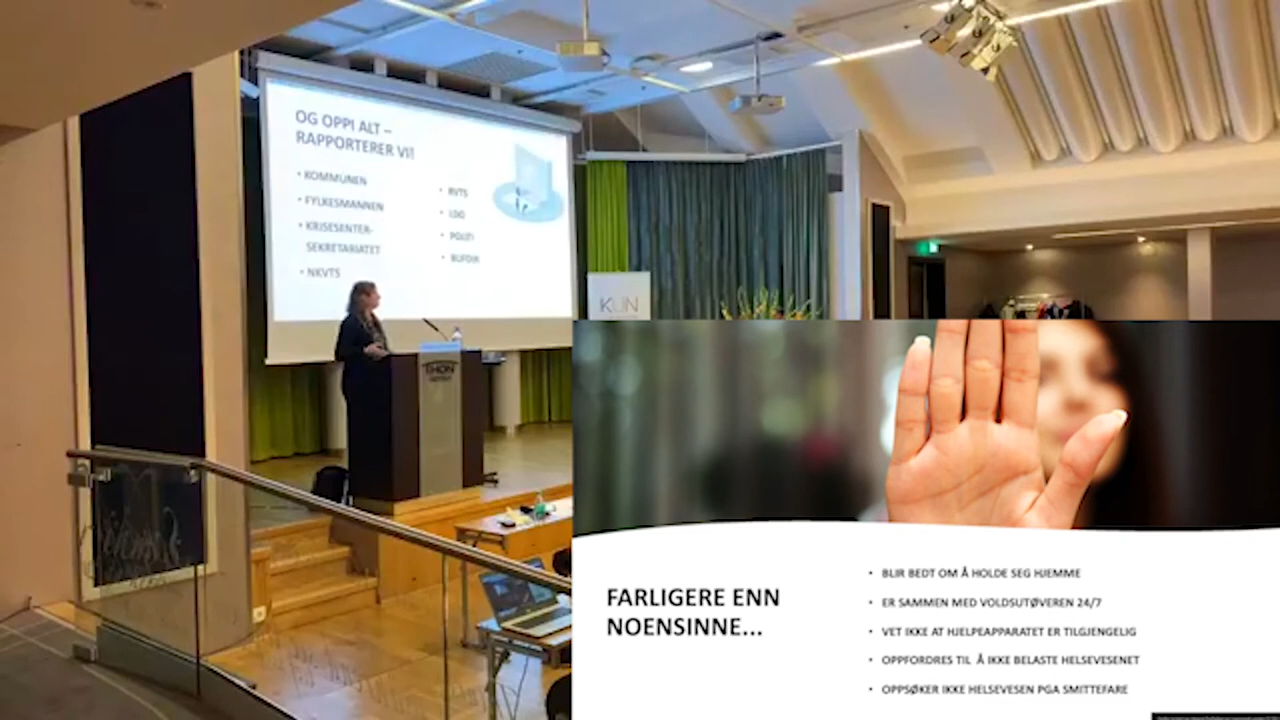 OG OPPI ALT –
RAPPORTERER VI!
• KOMMUNEN
• FYLKESMANNEN
• KRISESENTER-
SEKRETARIATET
• NKVTS
• RVTS
• LDO
• POLITI
• BUFDIR
KUN
THON
HOTEL
FARLIGERE ENN
NOENSINNE...
• BLIR BEDT OM Å HOLDE SEG HJEMME
• ER SAMMEN MED VOLDSUTØVEREN 24/7
• VET IKKE AT HJELPEAPPARATET ER TILGJENGELIG
• OPPFORDRES TIL Å IKKE BELASTE HELSEVESENET
• OPPSØKER IKKE HELSEVESEN PGA SMITTEFARE